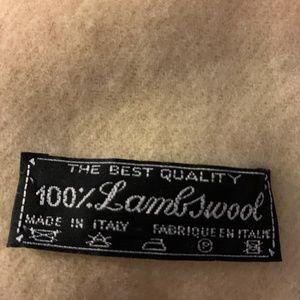 THE BEST QUALITY
100% Lambswool
MADE IN ITALY FABRIQUE EN ITALIE
P